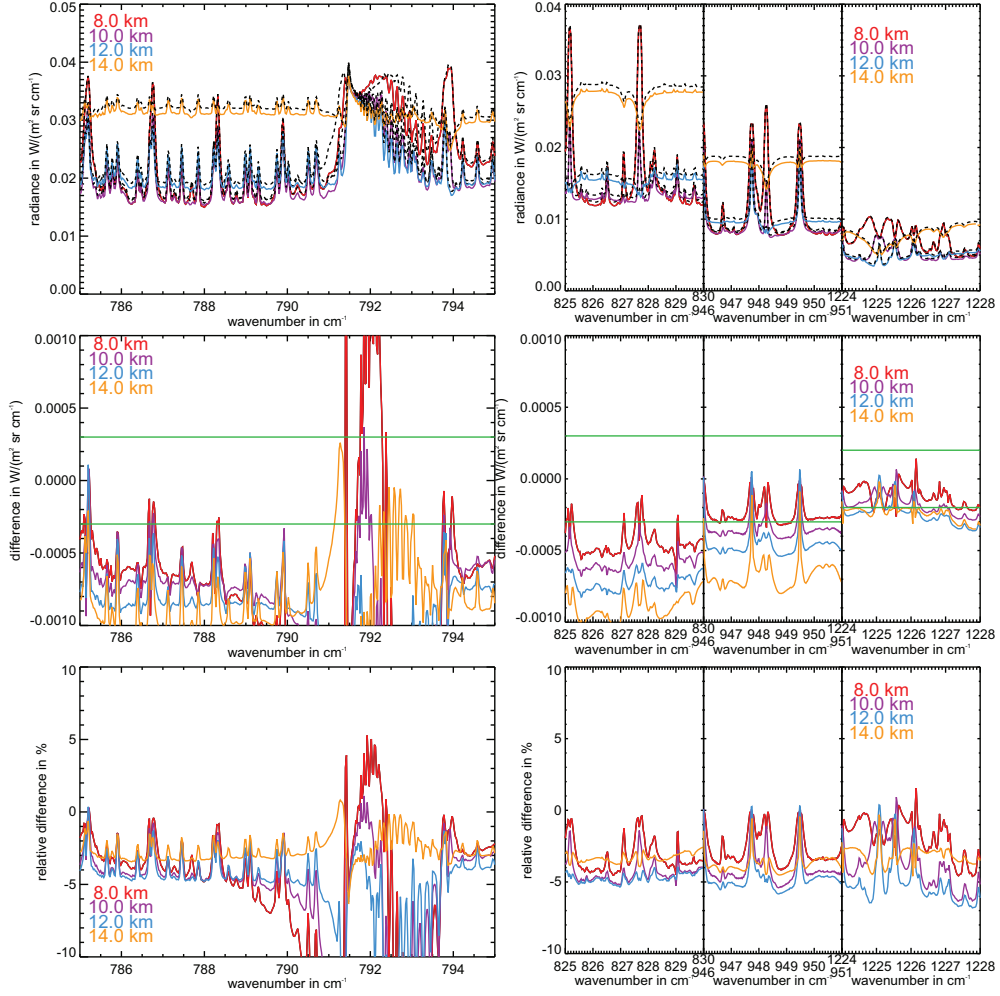 0.05
0.04
0.03
0.02
0.01
0.00
radiance in W/(m² sr cm⁻¹)
8.0 km
10.0 km
12.0 km
14.0 km
786 788 790 792 794
wavenumber in cm⁻¹
0.04
0.03
0.02
0.01
0.00
radiance in W/(m² sr cm⁻¹)
8.0 km
10.0 km
12.0 km
14.0 km
825 826 827 828 829 830
946 947 948 949 950 951
1224 1225 1226 1227 1228
wavenumber in cm⁻¹ wavenumber in cm⁻¹ wavenumber in cm⁻¹
0.0010
0.0005
0.0000
-0.0005
-0.0010
difference in W/(m² sr cm⁻¹)
8.0 km
10.0 km
12.0 km
14.0 km
786 788 790 792 794
wavenumber in cm⁻¹
0.0010
0.0005
0.0000
-0.0005
-0.0010
difference in W/(m² sr cm⁻¹)
8.0 km
10.0 km
12.0 km
14.0 km
825 826 827 828 829 830
946 947 948 949 950 951
1224 1225 1226 1227 1228
wavenumber in cm⁻¹ wavenumber in cm⁻¹ wavenumber in cm⁻¹
10
5
0
-5
-10
relative difference in %
8.0 km
10.0 km
12.0 km
14.0 km
786 788 790 792 794
wavenumber in cm⁻¹
10
5
0
-5
-10
relative difference in %
8.0 km
10.0 km
12.0 km
14.0 km
825 826 827 828 829 830
946 947 948 949 950 951
1224 1225 1226 1227 1228
wavenumber in cm⁻¹ wavenumber in cm⁻¹ wavenumber in cm⁻¹